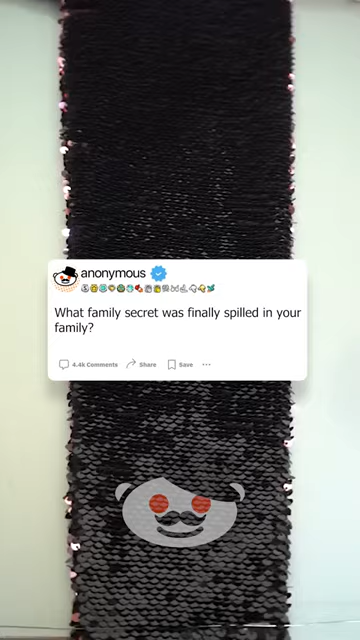 anonymous
What family secret was finally spilled in your
family?
4.4k Comments Share Save